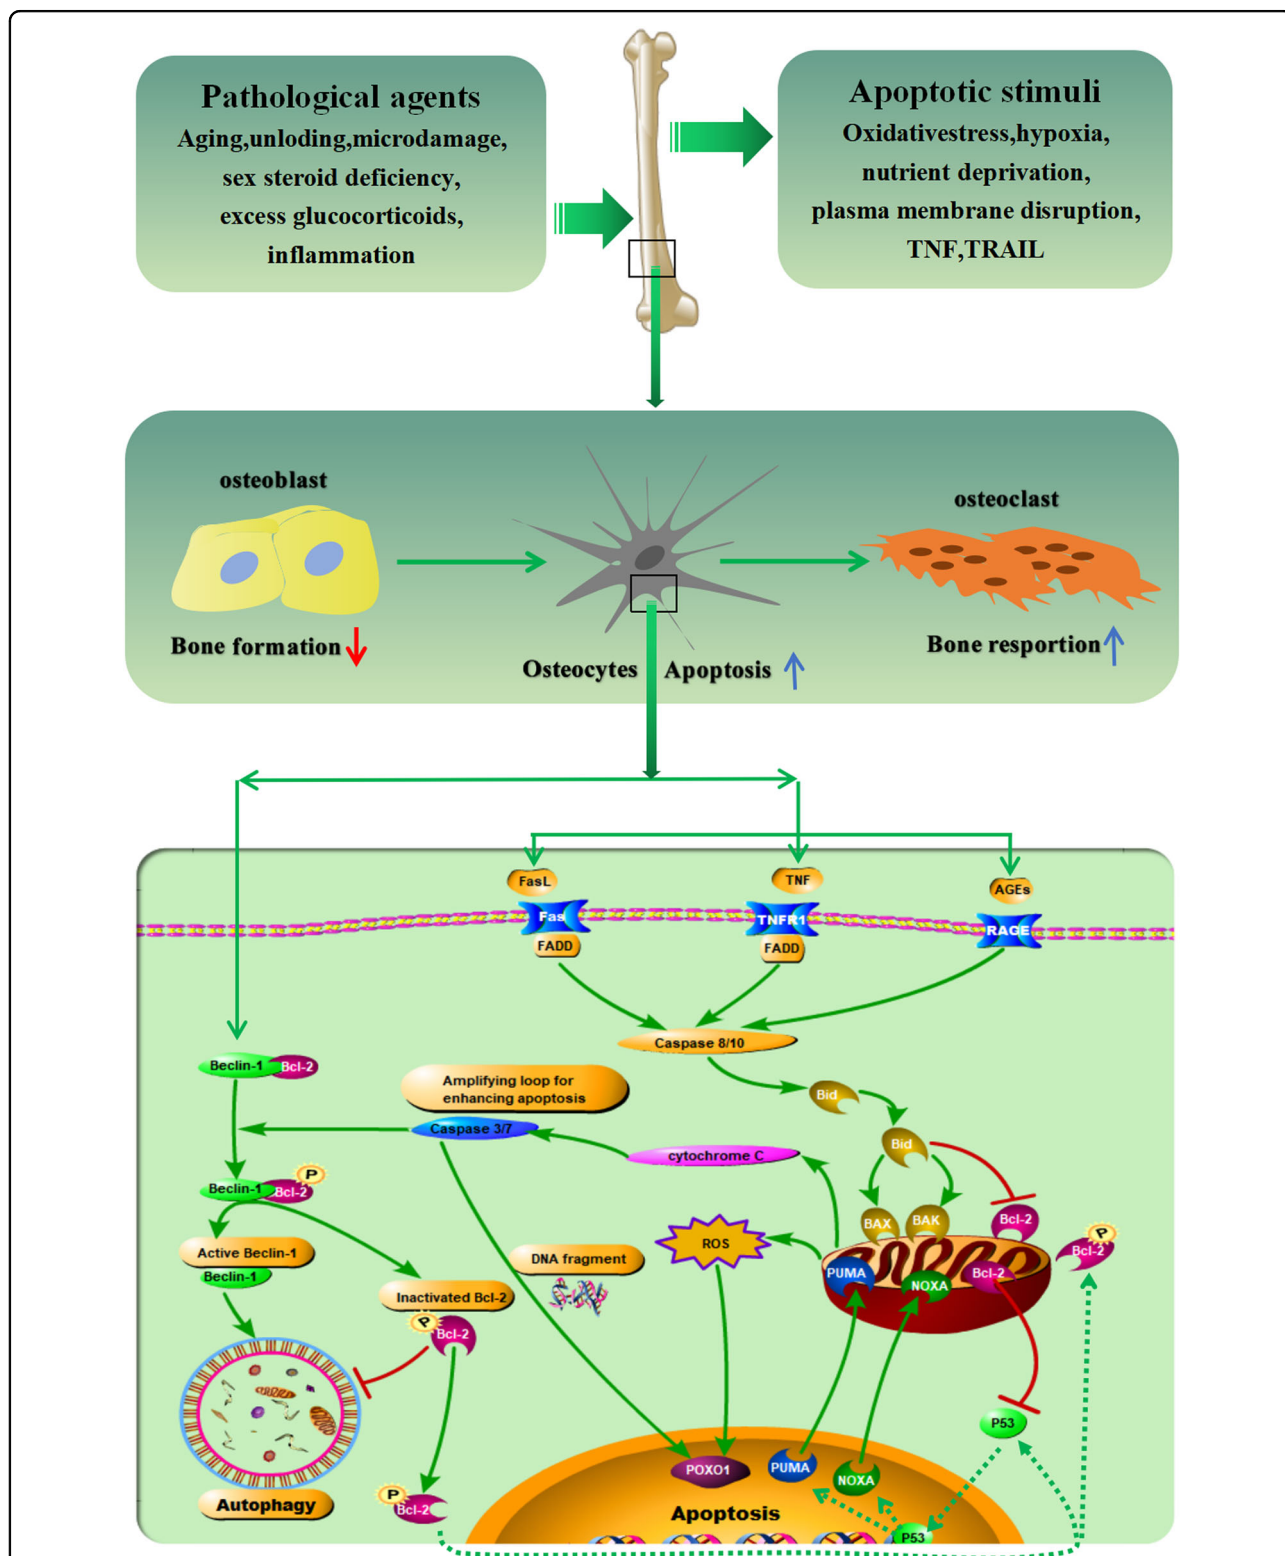 Pathological agents
Aging,unloding,microdamage,
sex steroid deficiency,
excess glucocorticoids,
inflammation
Apoptotic stimuli
Oxidativestress,hypoxia,
nutrient deprivation,
plasma membrane disruption,
TNF,TRAIL
osteoblast
osteoclast
Bone formation
Osteocytes
Apoptosis
Bone resportion
FasL
TNF
AGEs
Fas
TNFR1
RAGE
FADD
FADD
Caspase 8/10
Beclin-1
Bcl-2
Amplifying loop for
enhancing apoptosis
Bid
Caspase 3/7
cytochrome C
Bid
P
Beclin-1
Bcl-2
BAX
BAK
Bcl-2
P
Bcl-2
Active Beclin-1
Beclin-1
DNA fragment
ROS
PUMA
NOXA
Bcl-2
Inactivated Bcl-2
P
Bcl-2
P53
POXO1
PUMA
NOXA
Autophagy
P
Bcl-2
Apoptosis
P53